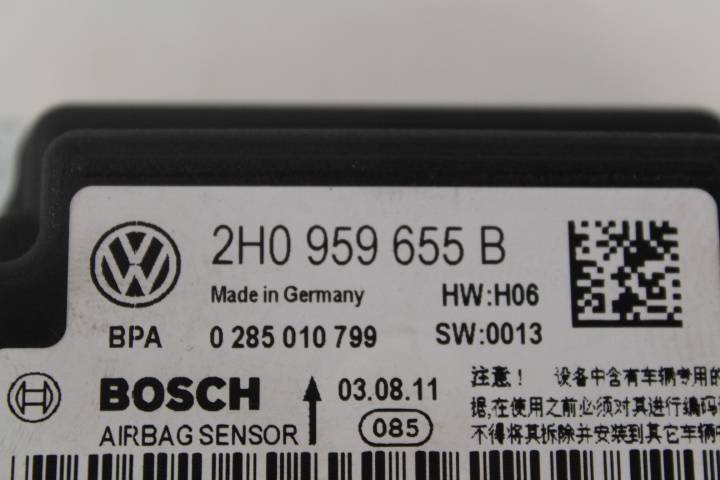 2H0 959 655 B
Made in Germany HW:H06
BPA 0 285 010 799 SW:0013
BOSCH 03.08.11
AIRBAG SENSOR 085
注意！ 设备中含有车辆专用的
据,在使用之前必须对其进行编码
不得将其拆除并安装到其它车辆中